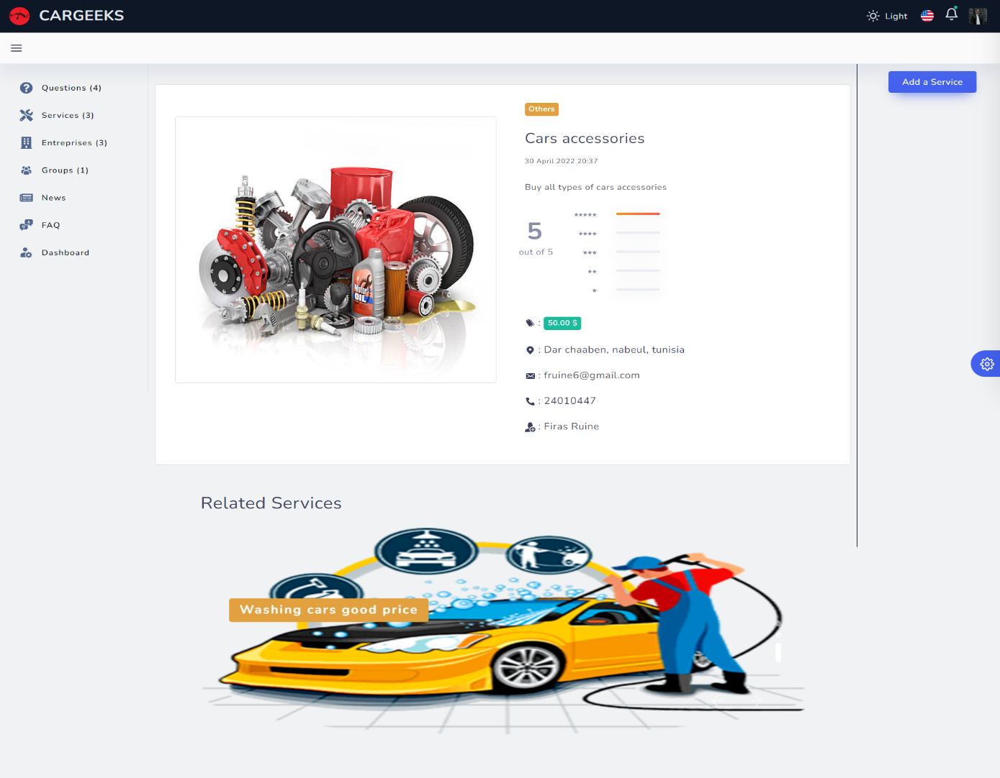 CARGEEKS
Light
Questions (4)
Services (3)
Entreprises (3)
Groups (1)
News
FAQ
Dashboard
Add a Service
Others
Cars accessories
30 April 2022 20:37
Buy all types of cars accessories
5
out of 5
: 50.00 $
: Dar chaaben, nabeul, tunisia
: fruine6@gmail.com
: 24010447
: Firas Ruine
OIL
Related Services
Washing cars good price